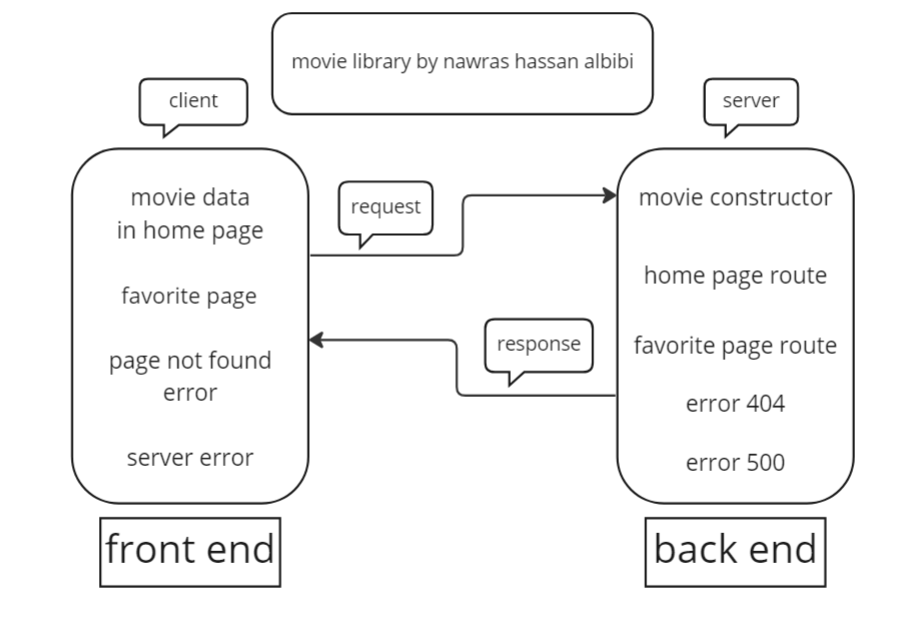 movie library by nawras hassan albibi
client
server
movie data
in home page
favorite page
page not found
error
server error
request
response
movie constructor
home page route
favorite page route
error 404
error 500
front end
back end